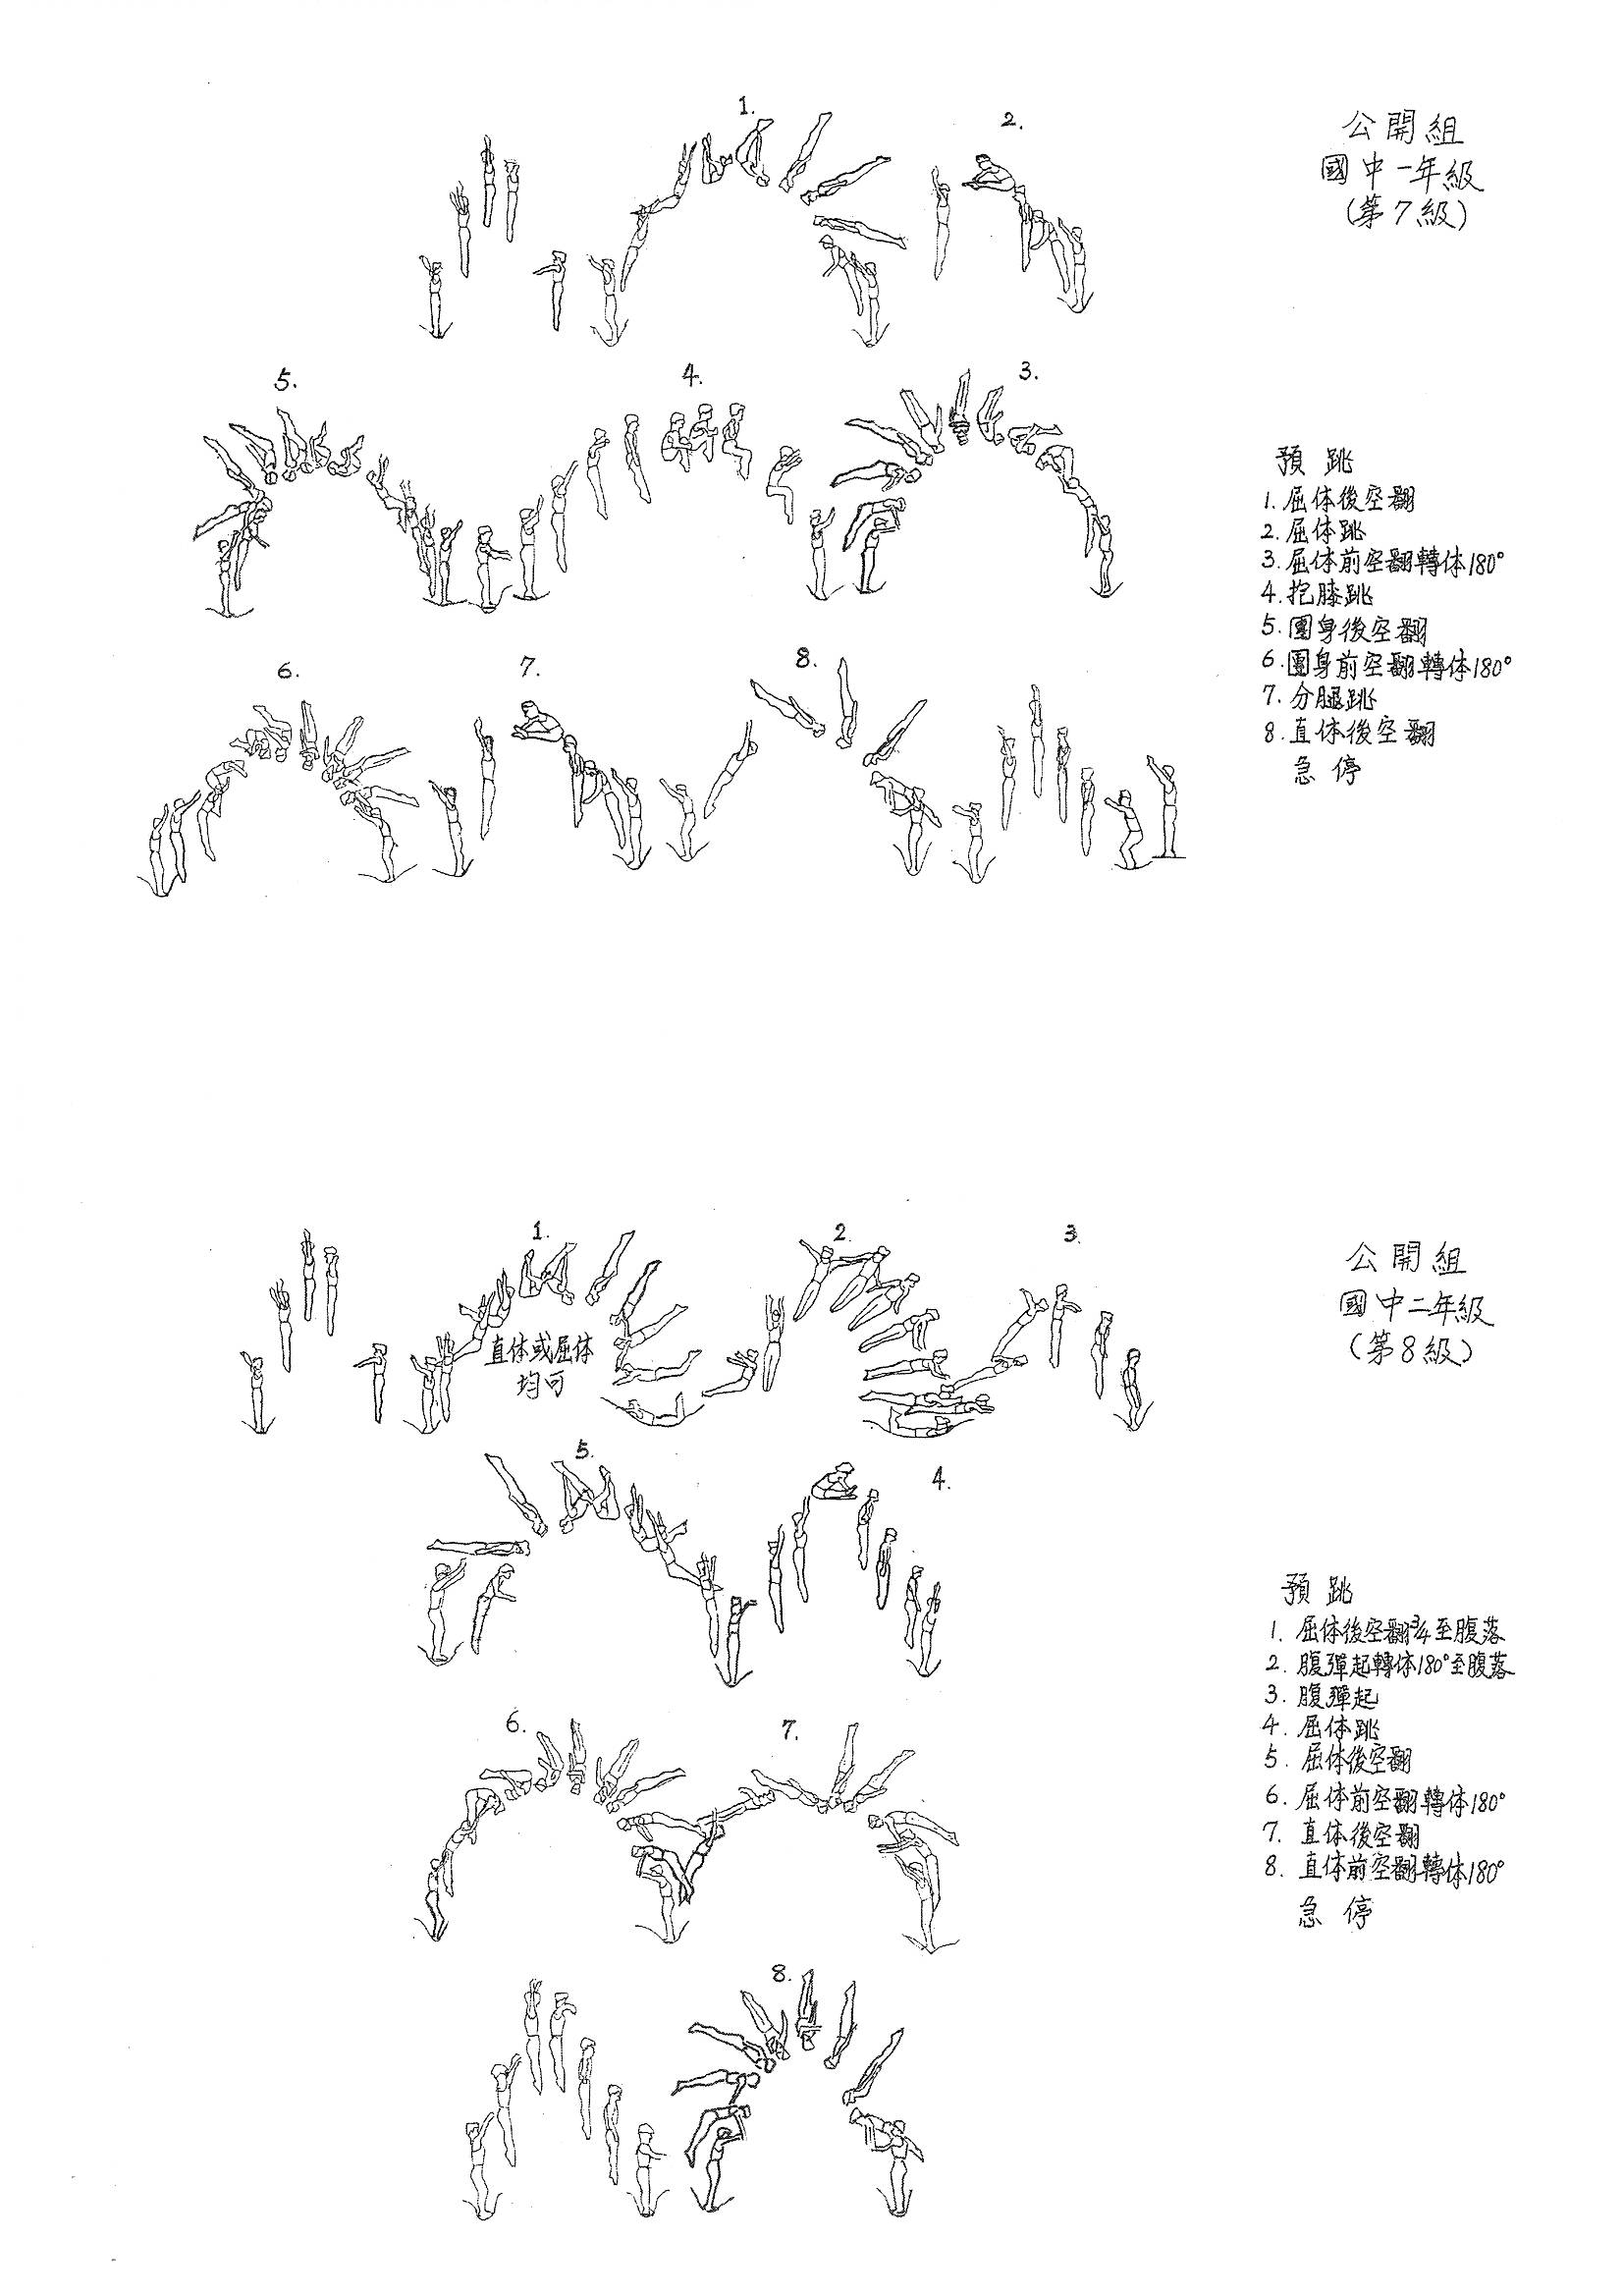 1.
2.
公開組
國中一年級
(第7級)
5.
4.
3.
預跳
1.屈体後空翻
2.屈体跳
3.屈体前空翻轉体180°
4.抱膝跳
5.團身後空翻
6.團身前空翻轉体180°
7.分腿跳
8.直体後空翻
急停
6.
7.
8.
1.
2.
3.
直体或屈体
均可
公開組
國中二年級
(第8級)
5.
4.
預跳
1.屈体後空翻¾至腹落
2.腹彈起轉体180°至腹落
3.腹彈起
4.屈体跳
5.屈体後空翻
6.屈体前空翻轉体180°
7.直体後空翻
8.直体前空翻轉体180°
急停
6.
7.
8.